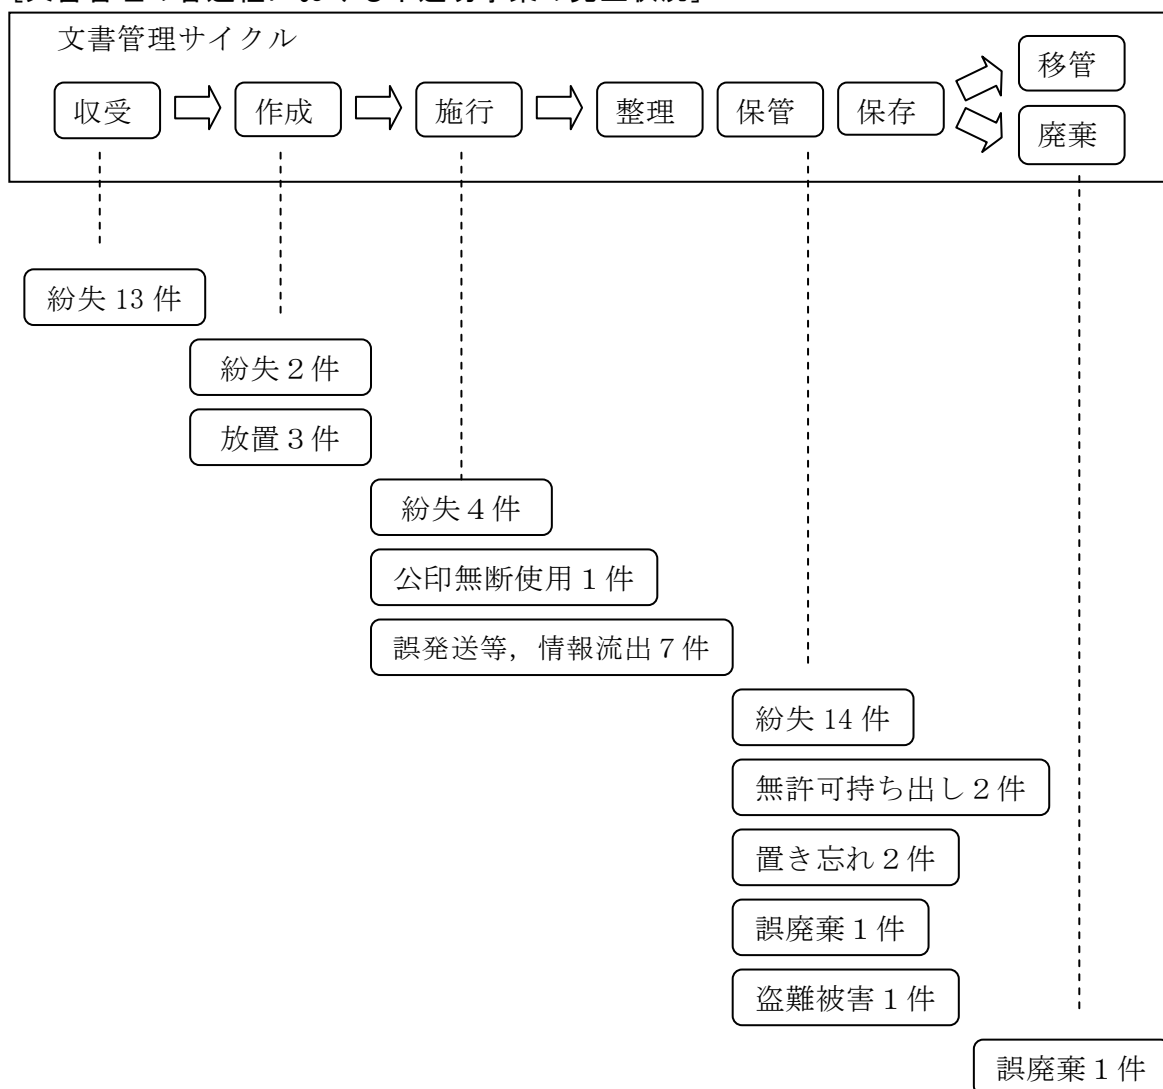 文書管理サイクル
収受
作成
施行
整理
保管
保存
移管
廃棄
紛失 13 件
紛失２件
放置３件
紛失４件
公印無断使用１件
誤発送等，情報流出７件
紛失 14 件
無許可持ち出し２件
置き忘れ２件
誤廃棄１件
盗難被害１件
誤廃棄１件